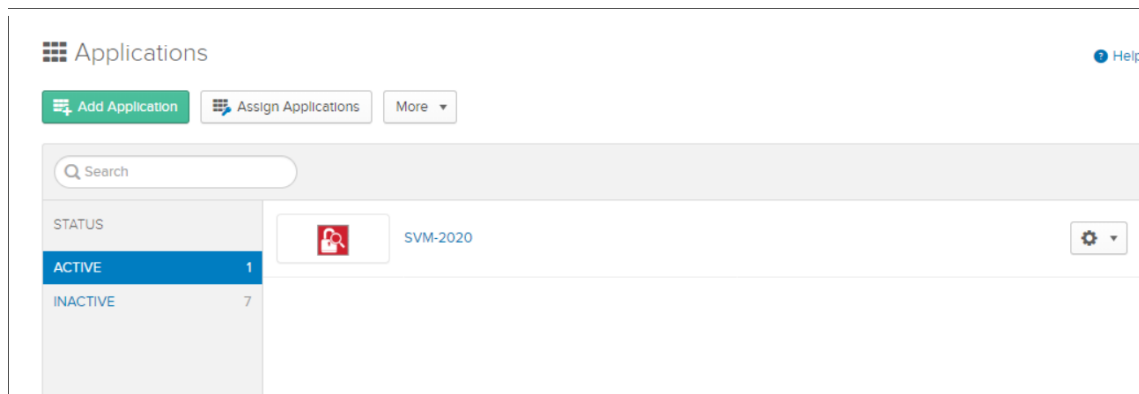 Applications
Help
Add Application
Assign Applications
More
Search
STATUS
SVM-2020
ACTIVE 1
INACTIVE 7